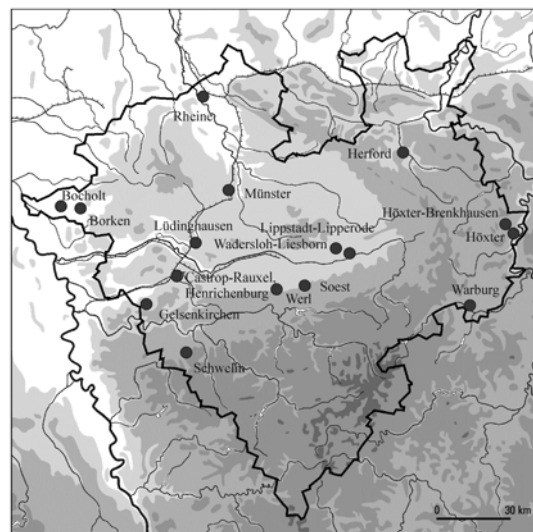 Rheine
Herford
Bocholt
Borken
Münster
Höxter-Brenkhausen
Lüdinghausen
Lippstadt-Lipperode
Wadersloh-Liesborn
Höxter
Castrop-Rauxel,
Henrichenburg
Soest
Werl
Warburg
Gelsenkirchen
Schwelm
0 30 km